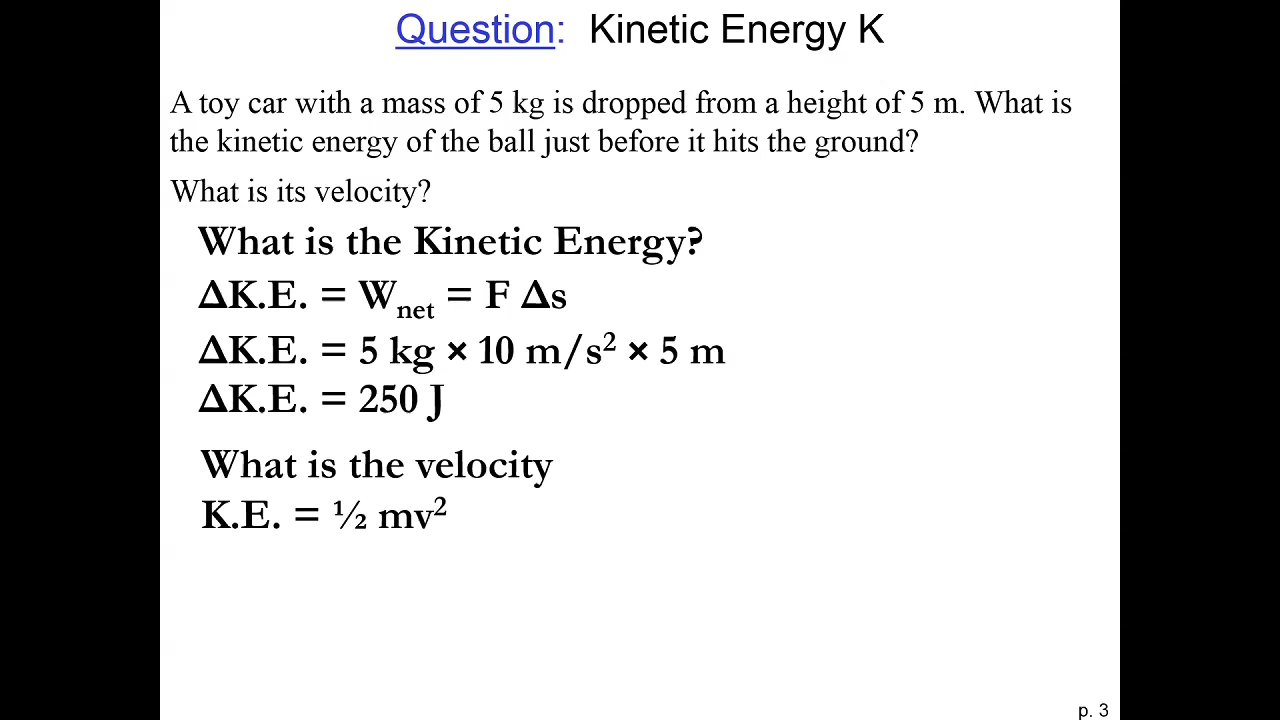 Question: Kinetic Energy K
A toy car with a mass of 5 kg is dropped from a height of 5 m. What is
the kinetic energy of the ball just before it hits the ground?
What is its velocity?
What is the Kinetic Energy?
ΔK.E. = Wnet = F Δs
ΔK.E. = 5 kg × 10 m/s² × 5 m
ΔK.E. = 250 J
What is the velocity
K.E. = ½ mv²
p. 3